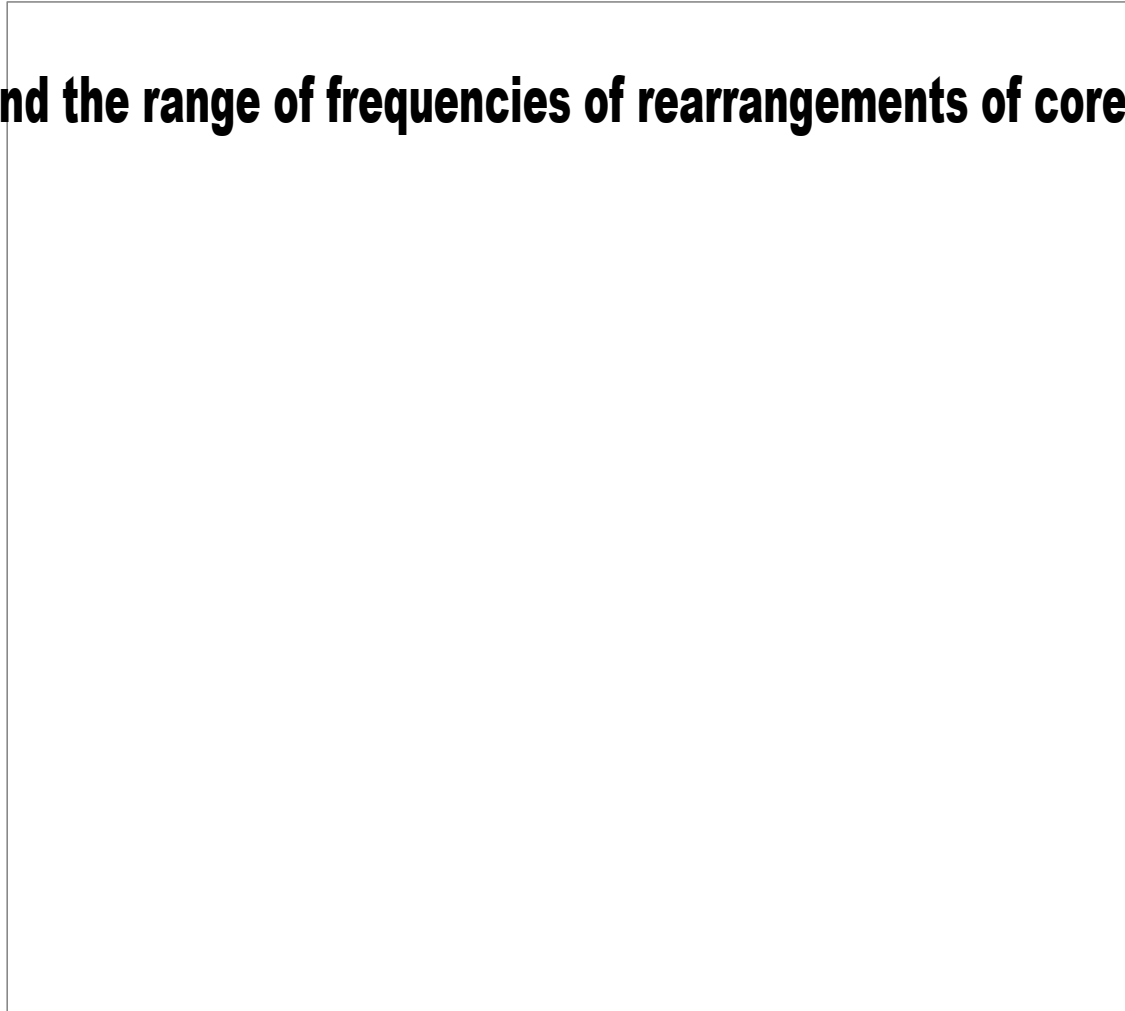 nd the range of frequencies of rearrangements of core